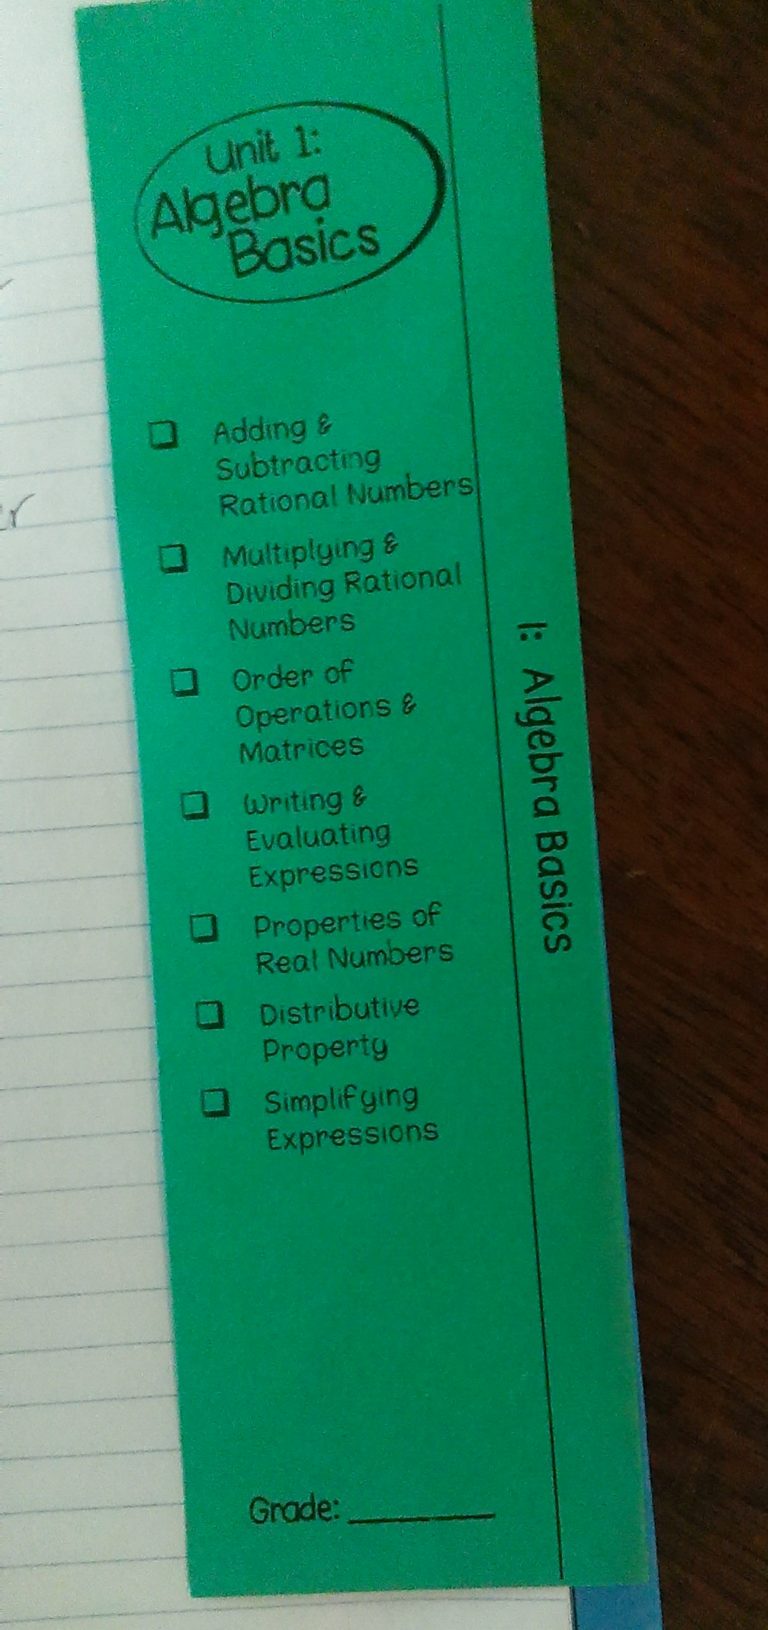 Unit 1:
Algebra
Basics
❏ Adding &
Subtracting
Rational Numbers
❏ Multiplying &
Dividing Rational
Numbers
❏ Order of
Operations &
Matrices
❏ Writing &
Evaluating
Expressions
❏ Properties of
Real Numbers
❏ Distributive
Property
❏ Simplifying
Expressions
Grade: ________
1: Algebra Basics